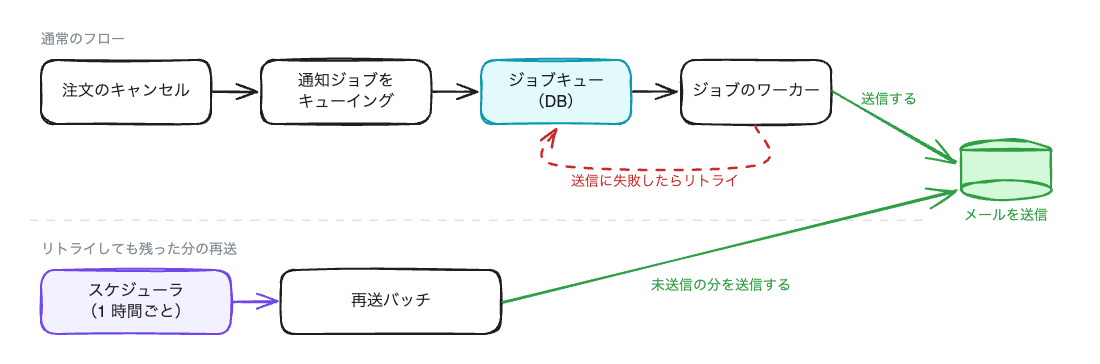 通常のフロー
注文のキャンセル
通知ジョブを
キューイング
ジョブキュー
（DB）
ジョブのワーカー
送信する
送信に失敗したらリトライ
メールを送信
リトライしても残った分の再送
スケジューラ
（1 時間ごと）
再送バッチ
未送信の分を送信する